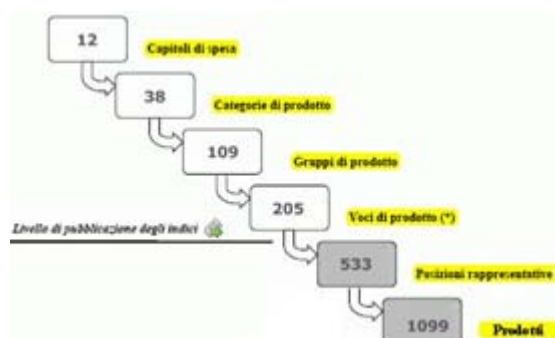 12
Capitoli di spesa
38
Categorie di prodotto
109
Gruppi di prodotto
205
Voci di prodotto (*)
Livello di pubblicazione degli indici
533
Posizioni rappresentative
1099
Prodotti